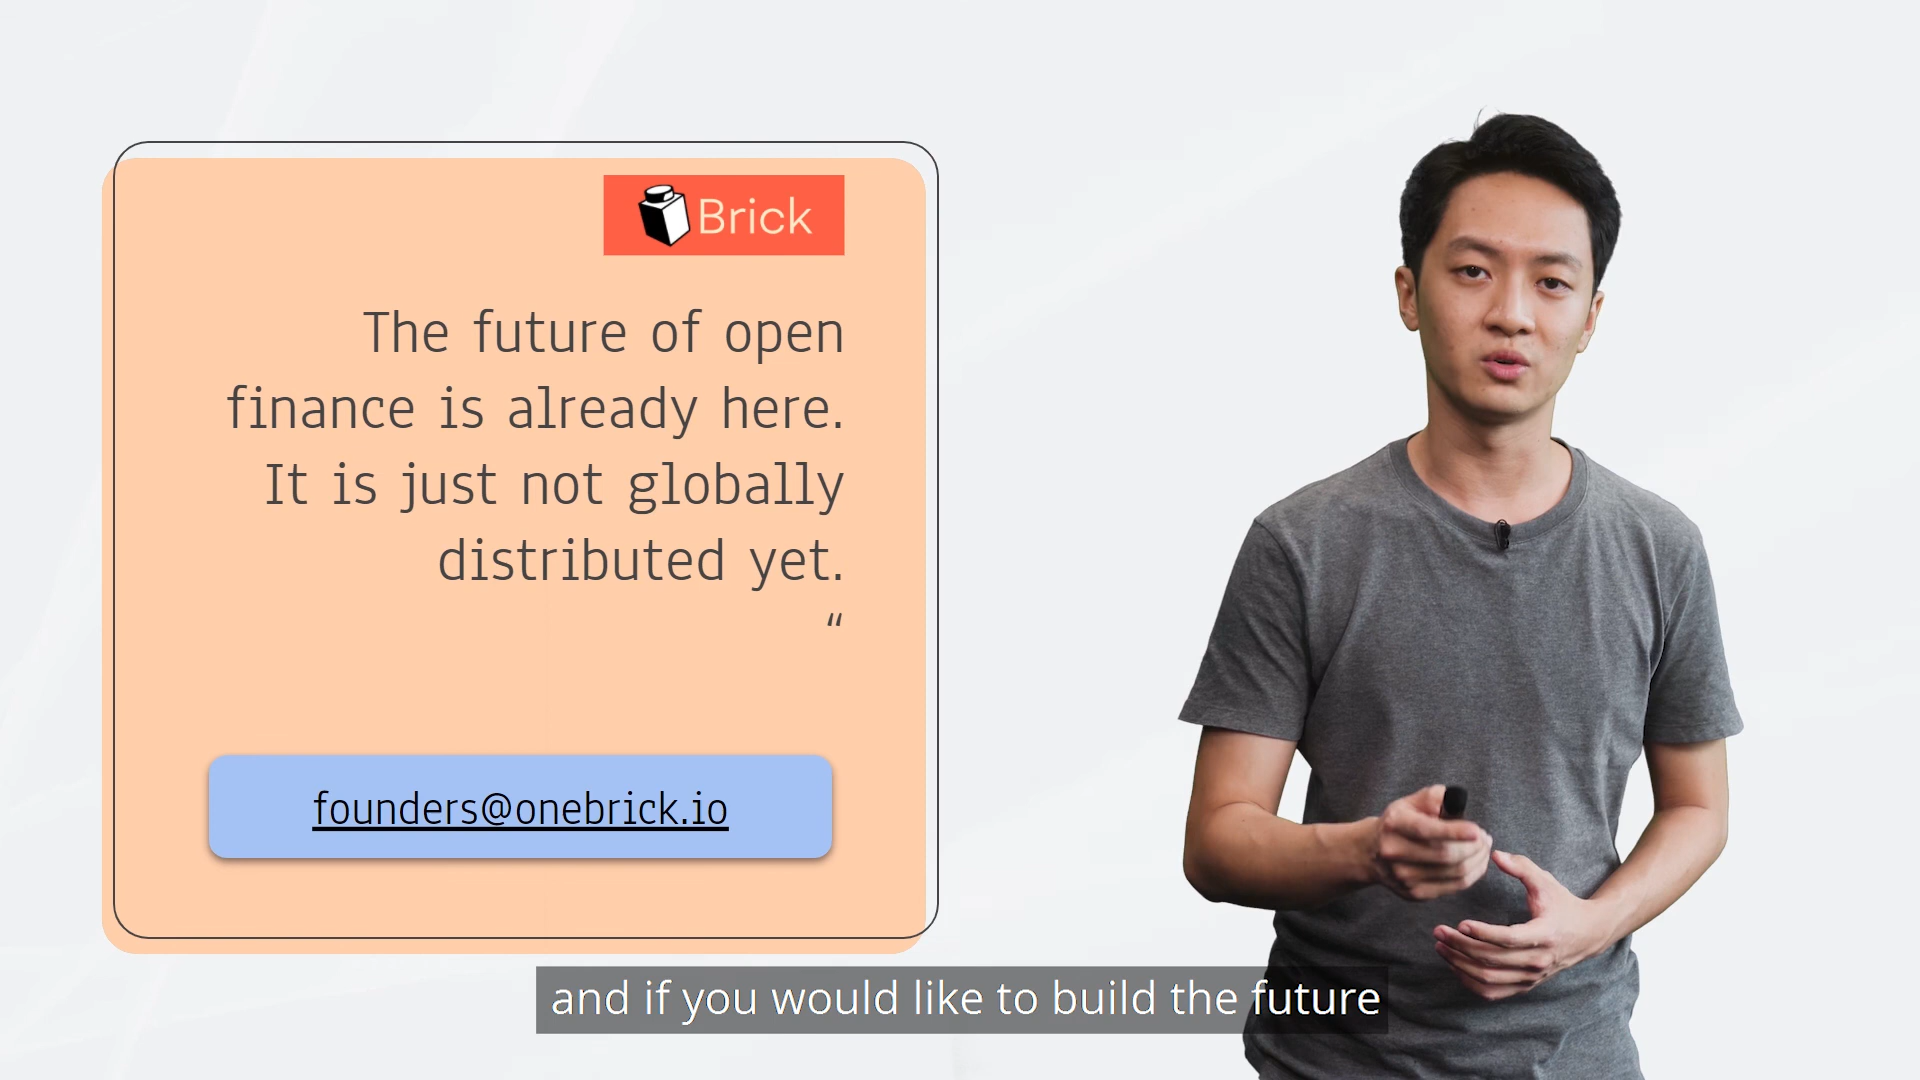 Brick
The future of open
finance is already here.
It is just not globally
distributed yet.
“
founders@onebrick.io
and if you would like to build the future